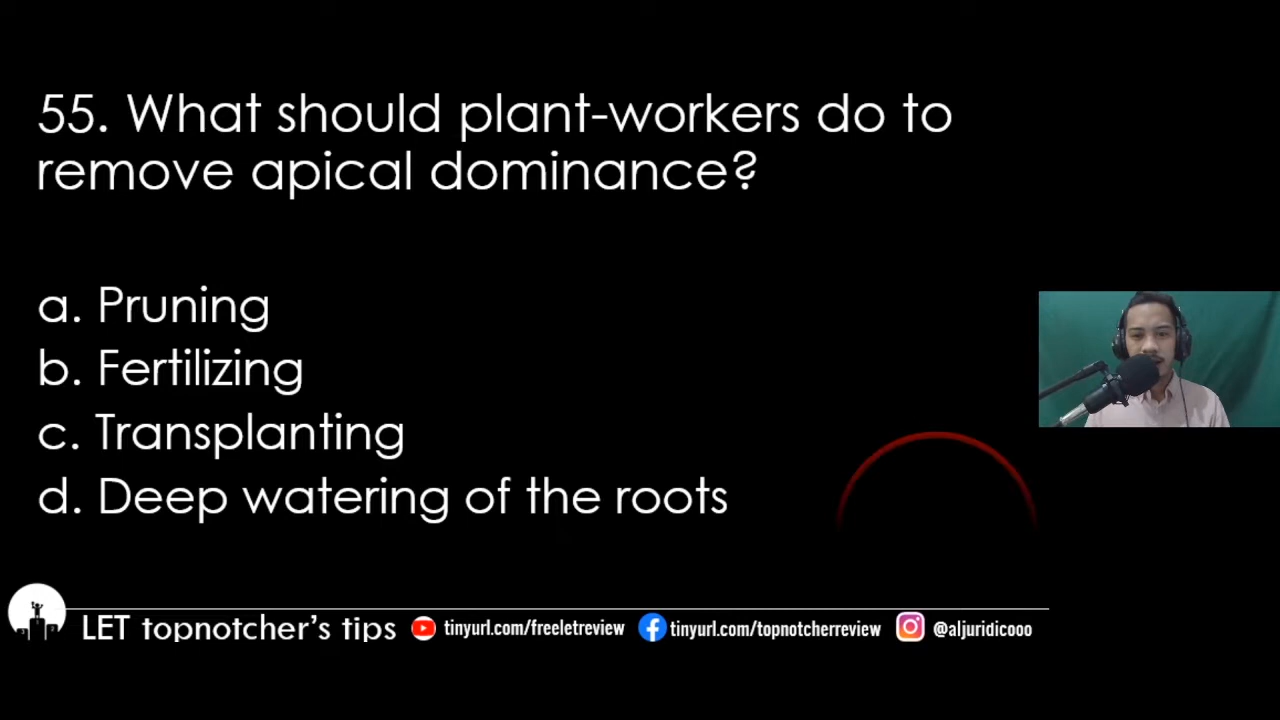 55. What should plant-workers do to
remove apical dominance?
a. Pruning
b. Fertilizing
c. Transplanting
d. Deep watering of the roots
LET topnotcher's tips tinyurl.com/freeletreview tinyurl.com/topnotcherreview @aljuridicooo